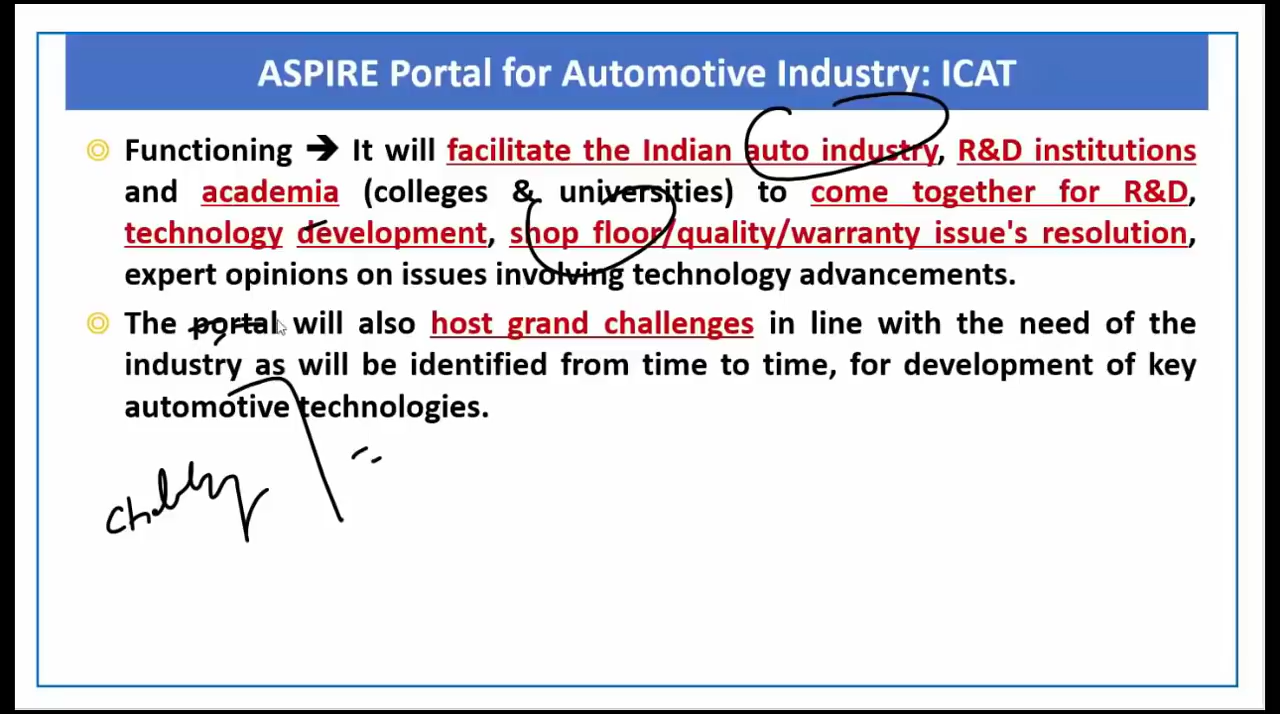 ASPIRE Portal for Automotive Industry: ICAT
Functioning ➔ It will facilitate the Indian auto industry, R&D institutions
and academia (colleges & universities) to come together for R&D,
technology development, shop floor/quality/warranty issue's resolution,
expert opinions on issues involving technology advancements.
The portal will also host grand challenges in line with the need of the
industry as will be identified from time to time, for development of key
automotive technologies.